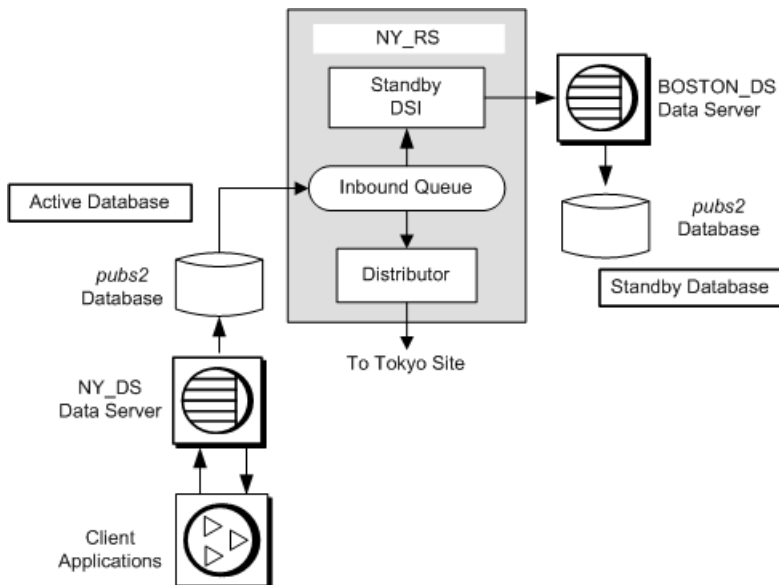 NY_RS
Standby
DSI
BOSTON_DS
Data Server
Inbound Queue
Active Database
pubs2
Database
Distributor
pubs2
Database
Standby Database
To Tokyo Site
NY_DS
Data Server
Client
Applications